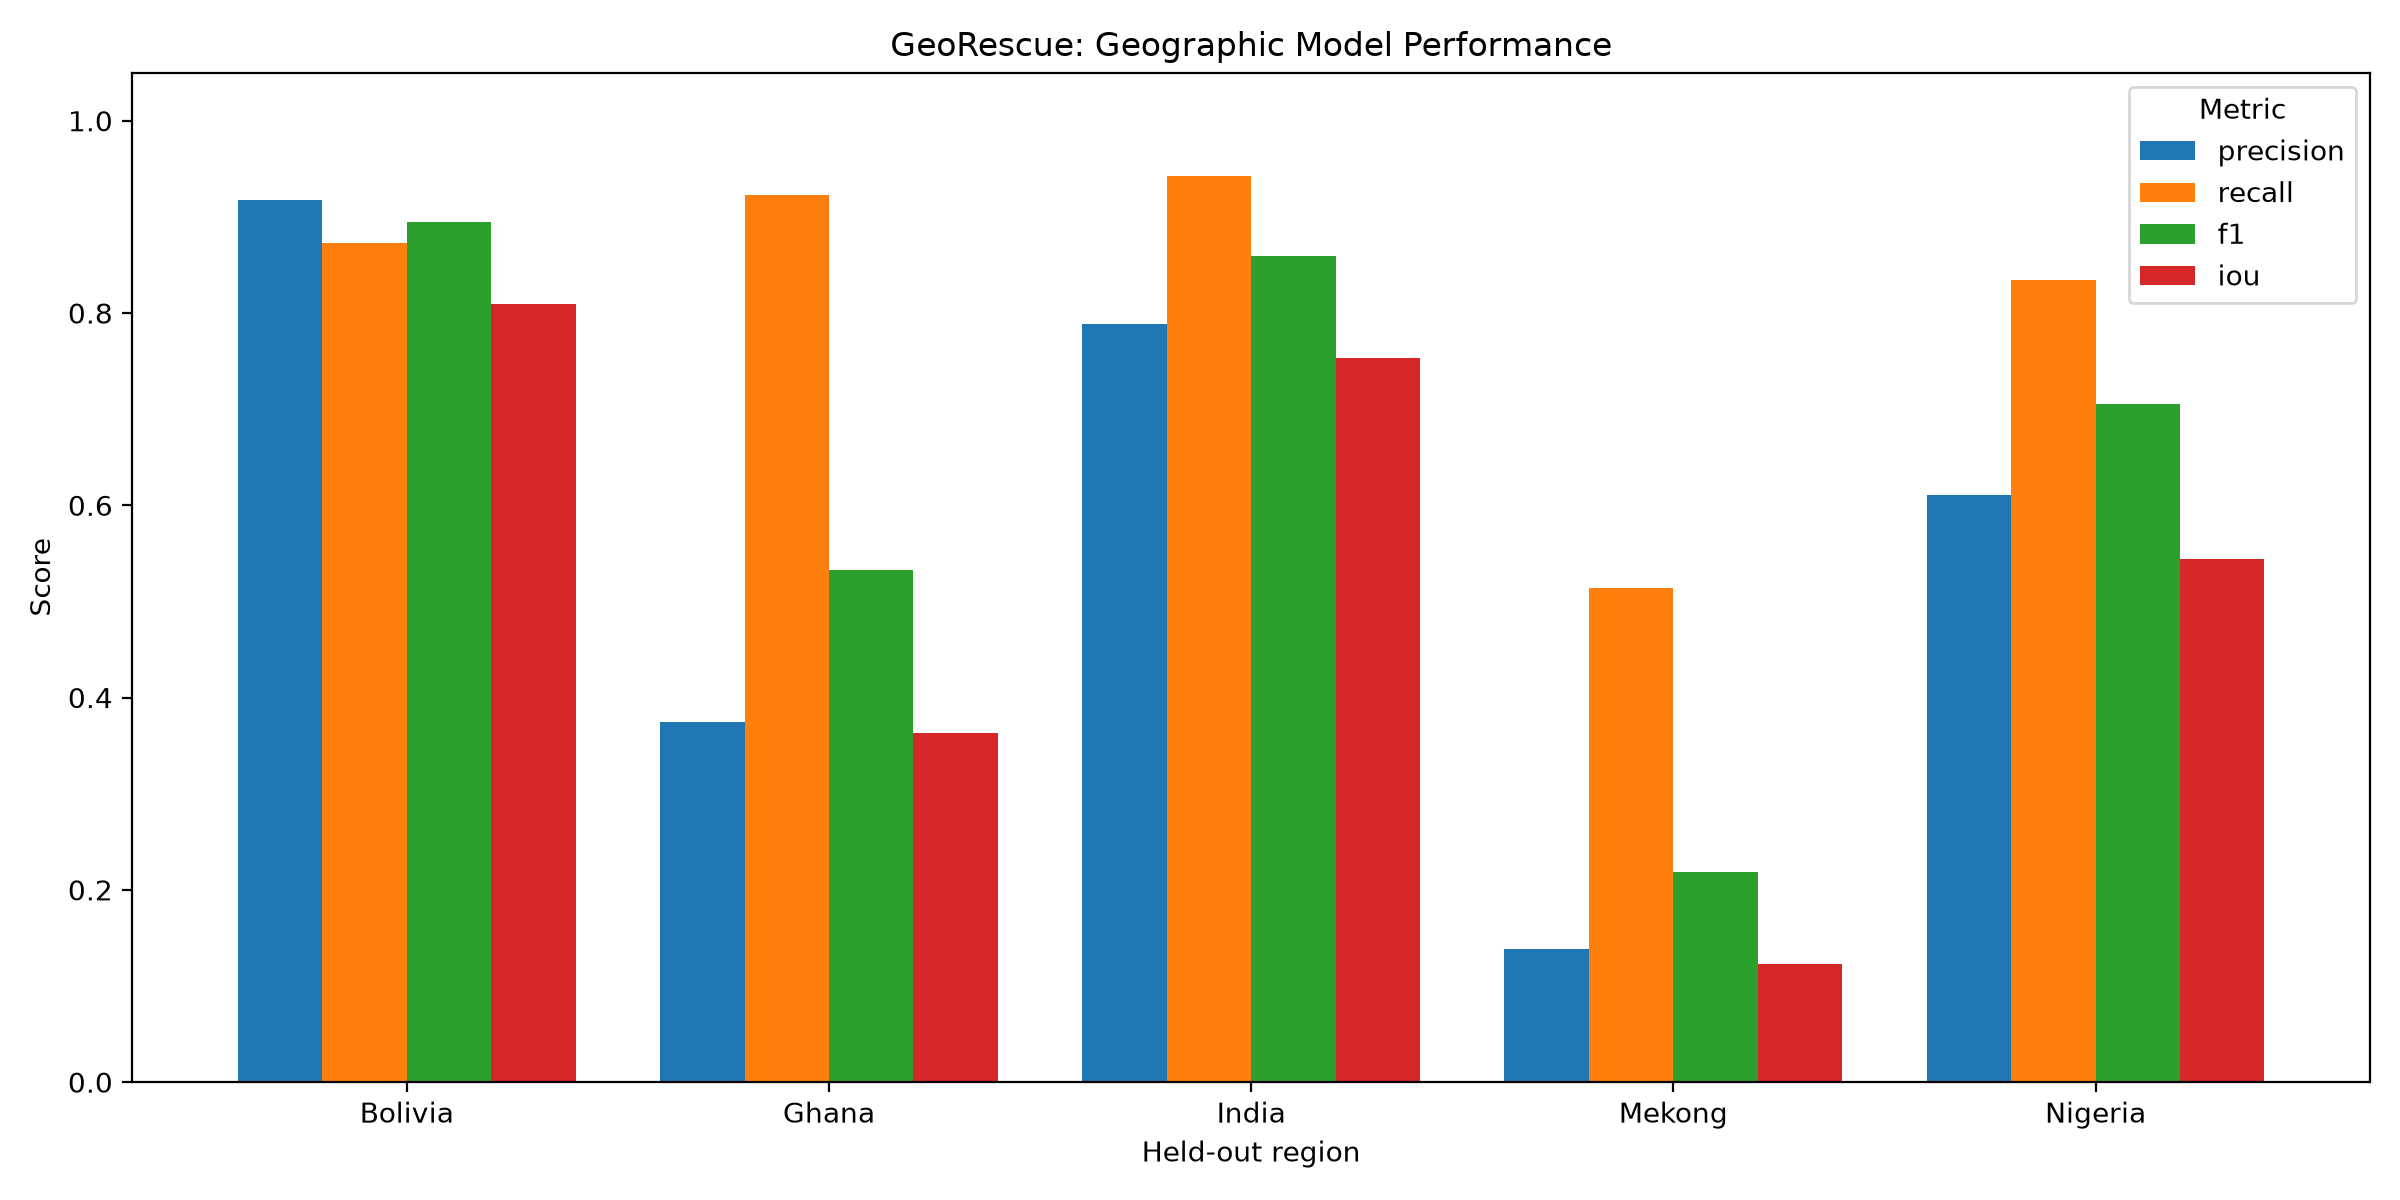 GeoRescue: Geographic Model Performance
Metric
precision
recall
f1
iou
Score
1.0
0.8
0.6
0.4
0.2
0.0
Bolivia Ghana India Mekong Nigeria
Held-out region